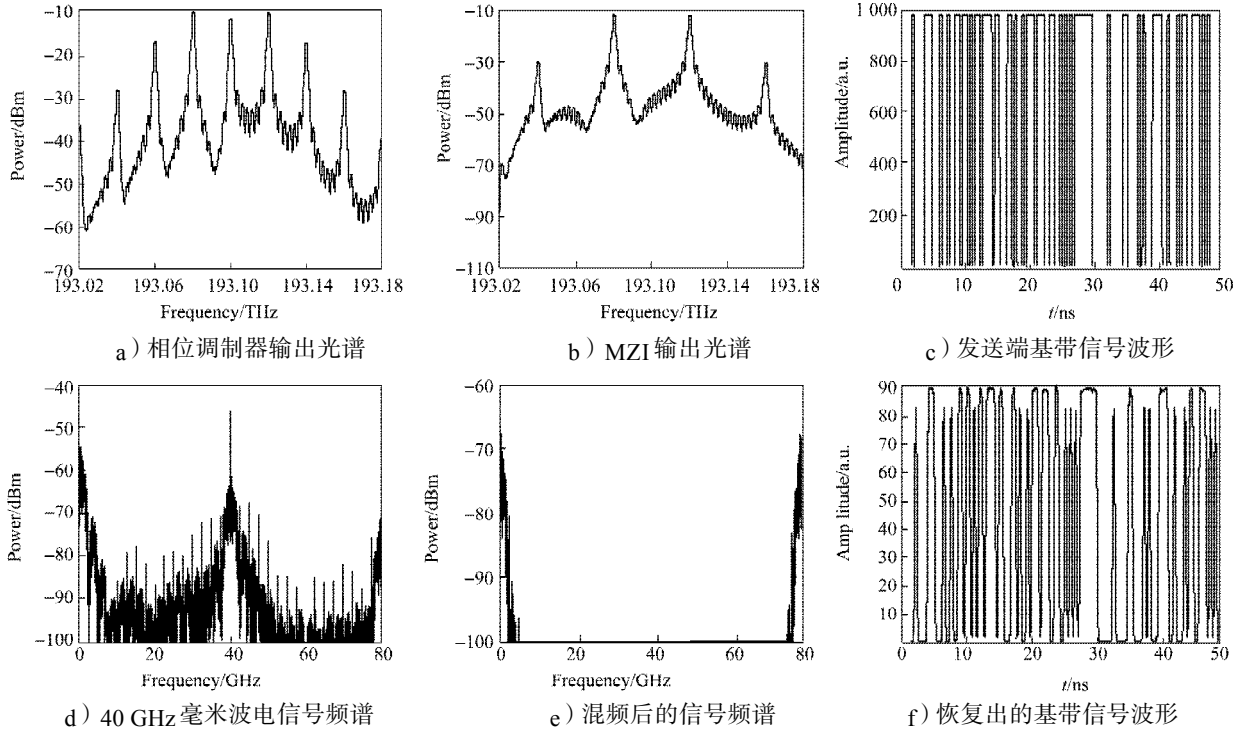 −10
−20
−30
−40
−50
−60
−70
Power/dBm
193.02 193.06 193.10 193.14 193.18
Frequency/THz
a）相位调制器输出光谱
−10
−30
−50
−70
−90
−110
Power/dBm
193.02 193.06 193.10 193.14 193.18
Frequency/THz
b）MZI输出光谱
1 000
800
600
400
200
Amplitude/a.u.
0 10 20 30 40 50
t/ns
c）发送端基带信号波形
−40
−50
−60
−70
−80
−90
−100
Power/dBm
0 20 40 60 80
Frequency/GHz
d）40 GHz毫米波电信号频谱
−60
−70
−80
−90
−100
Power/dBm
0 20 40 60 80
Frequency/GHz
e）混频后的信号频谱
90
80
70
60
50
40
30
20
10
Amp litude/a.u.
0 10 20 30 40 50
t/ns
f）恢复出的基带信号波形